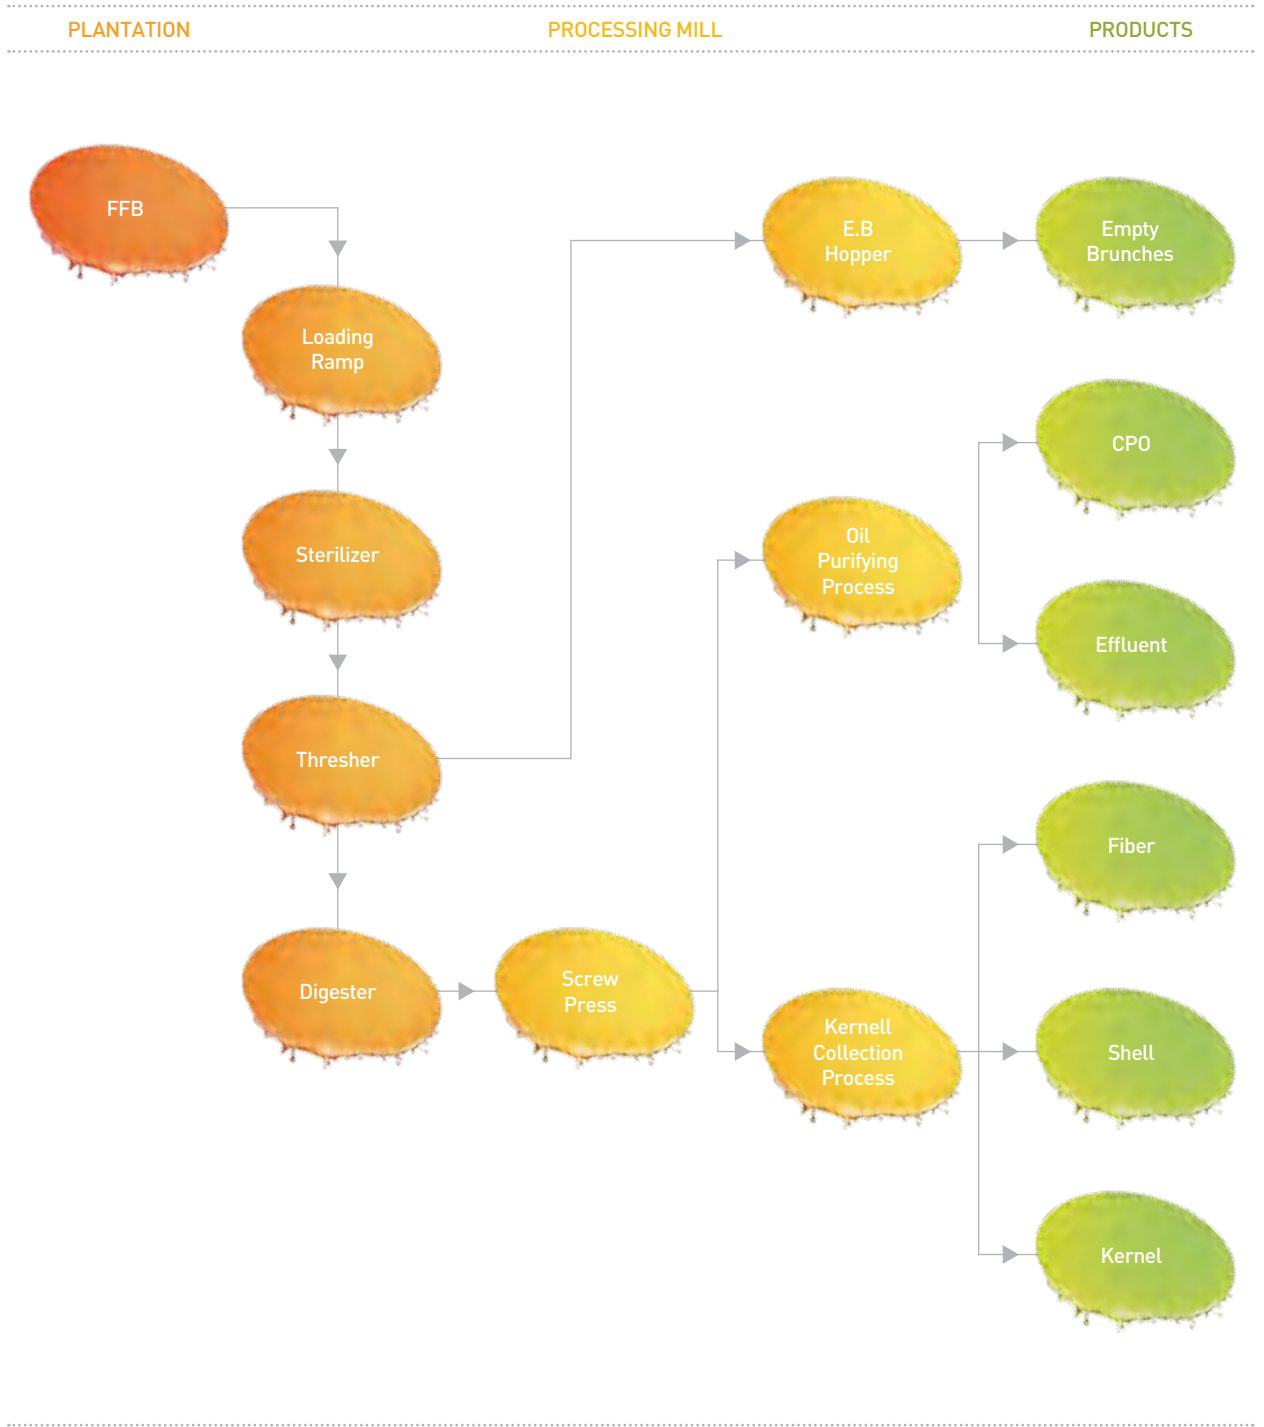 PLANTATION
PROCESSING MILL
PRODUCTS
FFB
Loading
Ramp
Sterilizer
Thresher
Digester
Screw
Press
E.B
Hopper
Oil
Purifying
Process
Kernell
Collection
Process
Empty
Brunches
CPO
Effluent
Fiber
Shell
Kernel